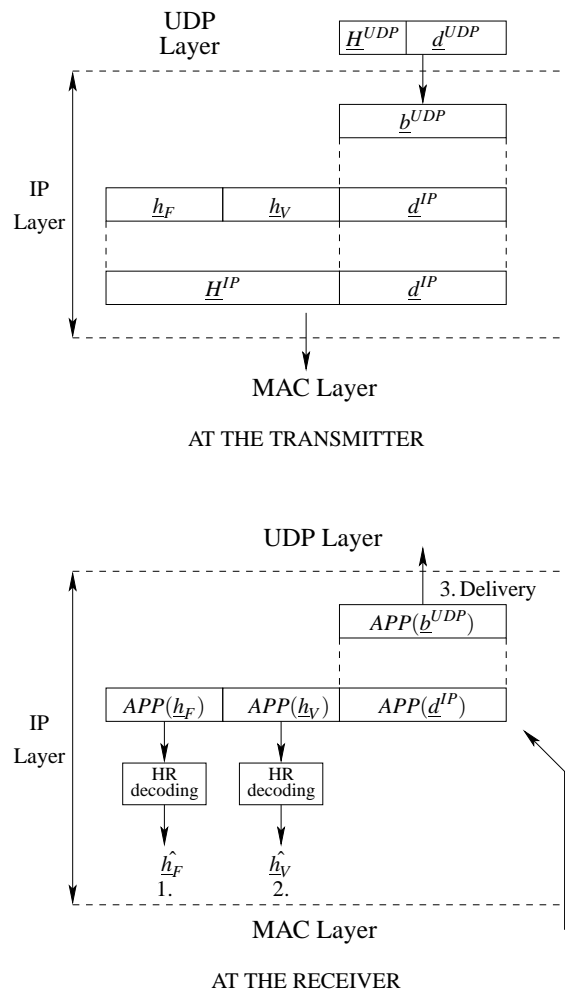 UDP
Layer
H^UDP d^UDP
b^UDP
IP
Layer
h_F h_V d^IP
H^IP d^IP
MAC Layer
AT THE TRANSMITTER
UDP Layer
3. Delivery
APP(b^UDP)
IP
Layer
APP(h_F) APP(h_V) APP(d^IP)
HR
decoding
HR
decoding
ĥ_F
1.
ĥ_V
2.
MAC Layer
AT THE RECEIVER